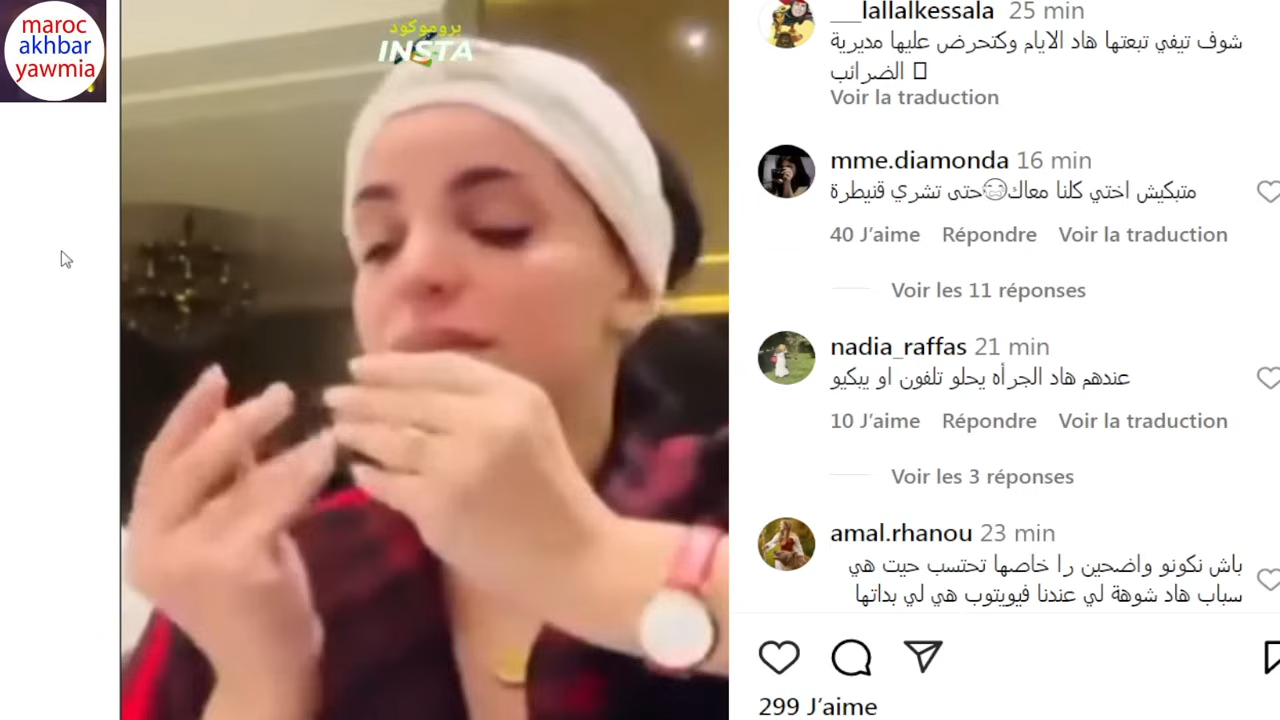 maroc
akhbar
yawmia
بروموكود
INSTA
___lallalkessala 25 min
شوف تيفي تبعتها هاد الايام وكتحرض عليها مديرية
الضرائب
Voir la traduction
mme.diamonda 16 min
متبكيش اختي كلنا معاك😂حتى تشري قنيطرة
40 J’aime Répondre Voir la traduction
Voir les 11 réponses
nadia_raffas 21 min
عندهم هاد الجرأه يحلو تلفون او يبكيو
10 J’aime Répondre Voir la traduction
Voir les 3 réponses
amal.rhanou 23 min
باش نكونو واضحين را خاصها تحتسب حيت هي
سباب هاد شوهة لي عندنا فيويتوب هي لي بداتها
299 J’aime